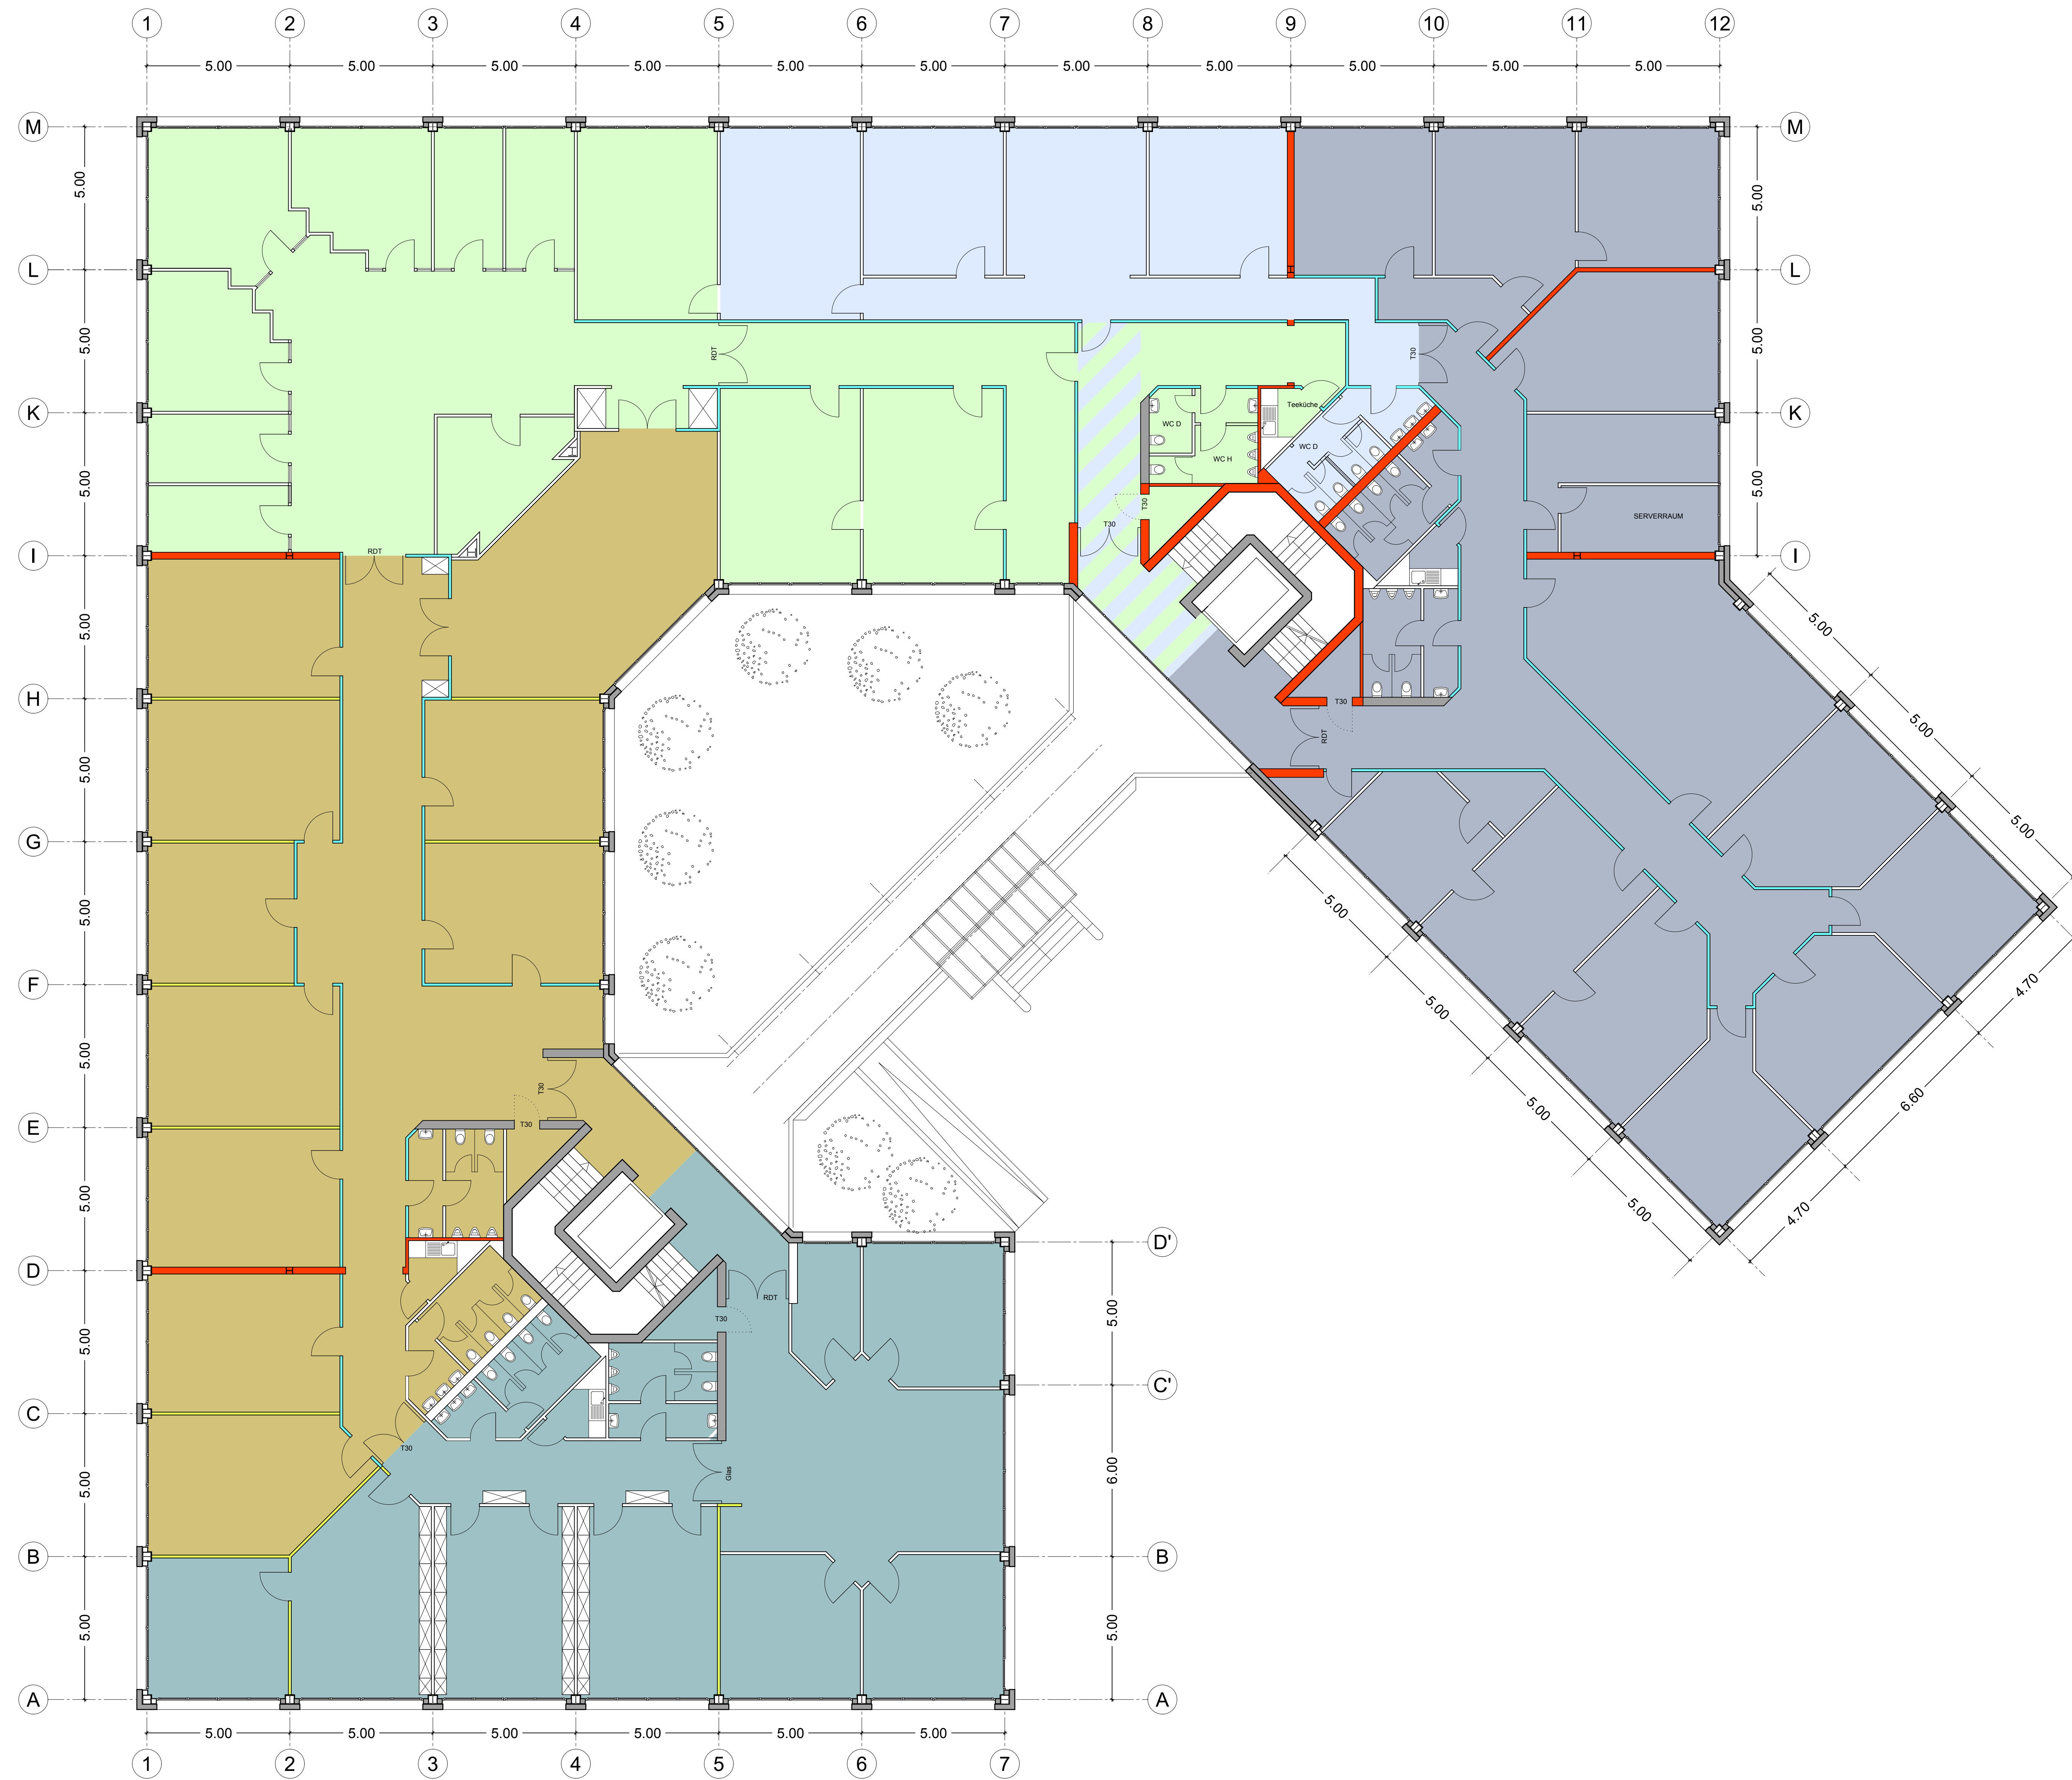 1 2 3 4 5 6 7 8 9 10 11 12
5.00 5.00 5.00 5.00 5.00 5.00 5.00 5.00 5.00 5.00 5.00
M M
5.00 5.00
L L
5.00 RDT T30 5.00
K K
Teeküche
WC D
WC D
WC H
5.00 5.00
T30
SERVERRAUM
T30
RDT
I I
5.00 5.00
H
T30
5.00
RDT
5.00
5.00
G
5.00
5.00 5.00
F
4.70
5.00
5.00 T30
6.60
5.00
E T30
5.00
4.70
5.00
D'
D
RDT
5.00
T30
5.00
C'
C
T30
Glas
5.00 6.00
B B
5.00 5.00
A A
5.00 5.00 5.00 5.00 5.00 5.00
1 2 3 4 5 6 7